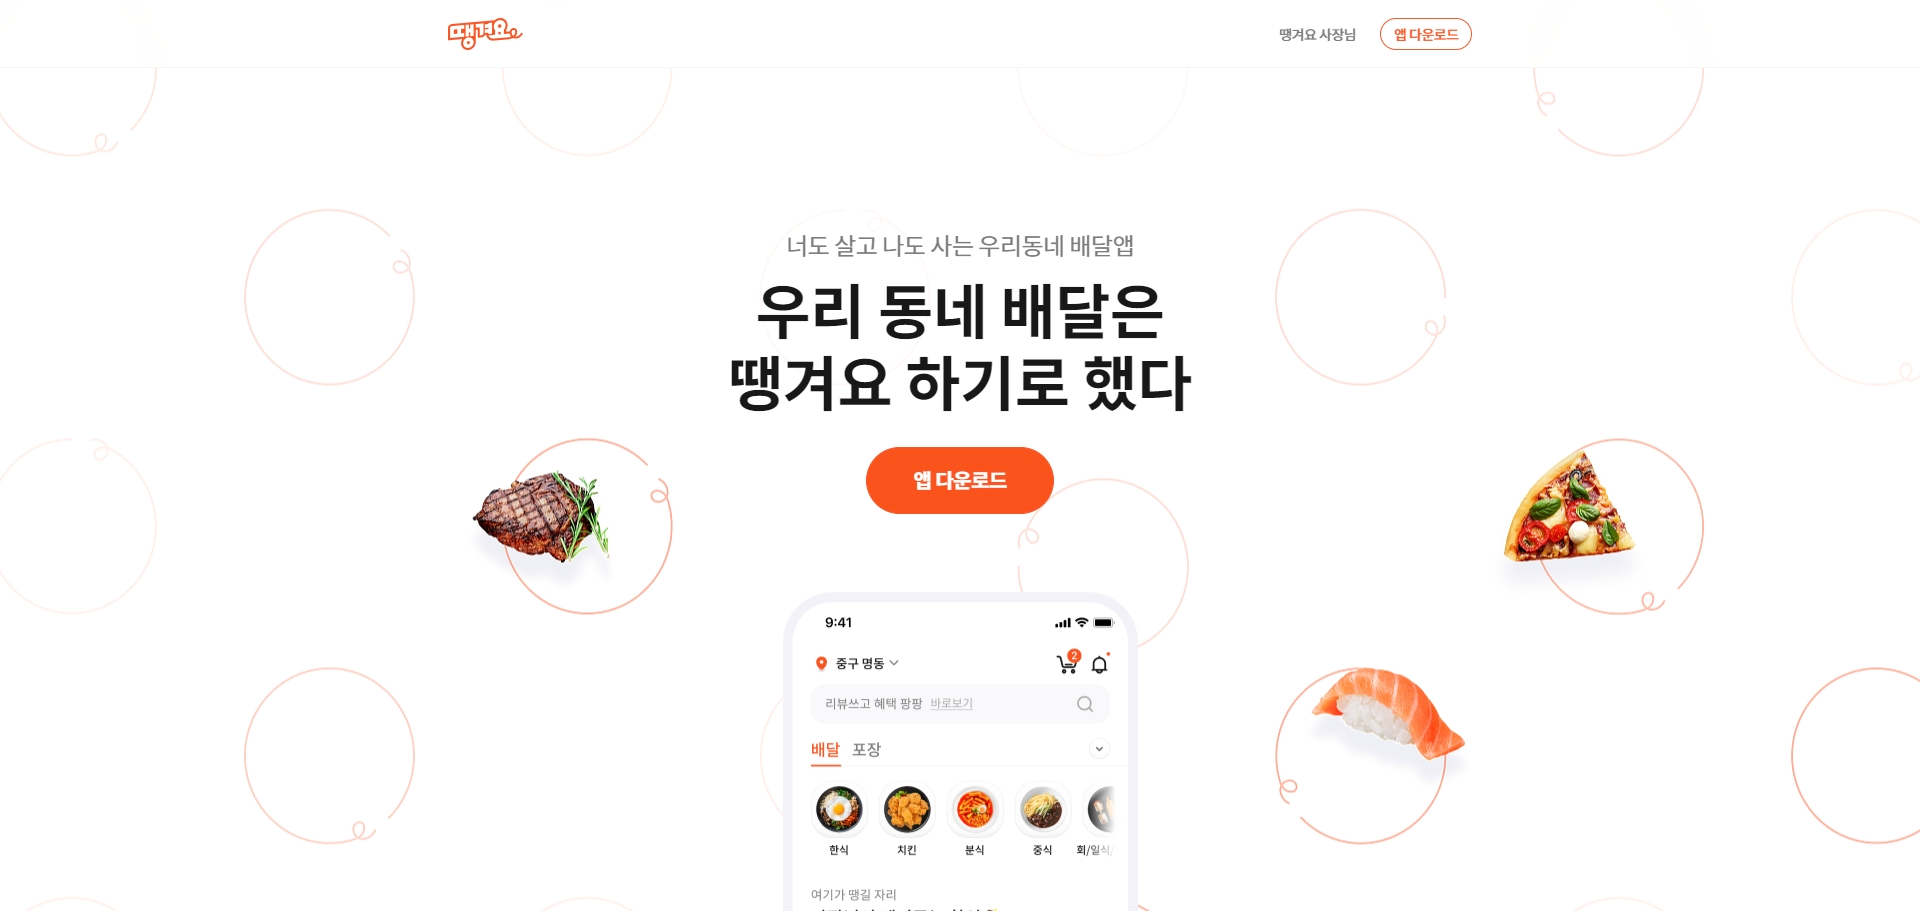 땡겨요
땡겨요 사장님
앱 다운로드
너도 살고 나도 사는 우리동네 배달앱
우리 동네 배달은
땡겨요 하기로 했다
앱 다운로드
9:41
중구 명동
2
리뷰쓰고 혜택 팡팡 바로보기
배달 포장
한식 치킨 분식 중식 회/일식/
여기가 땡길 자리